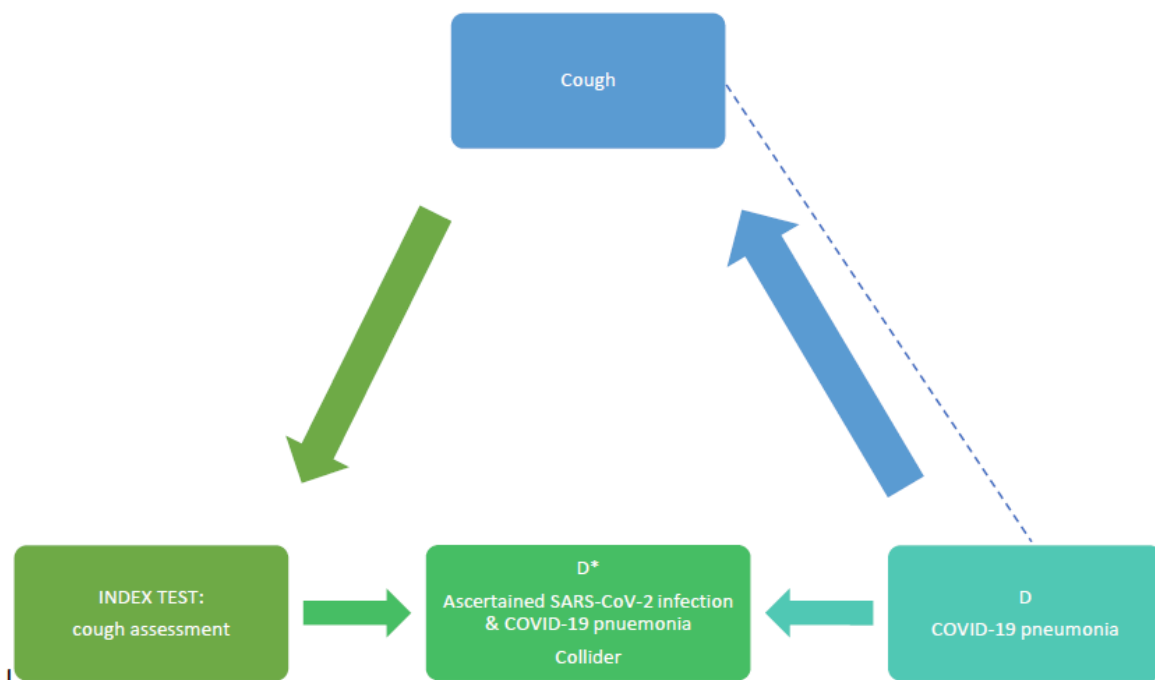 Cough
INDEX TEST:
cough assessment
D*
Ascertained SARS-CoV-2 infection
& COVID-19 pnuemonia
Collider
D
COVID-19 pneumonia